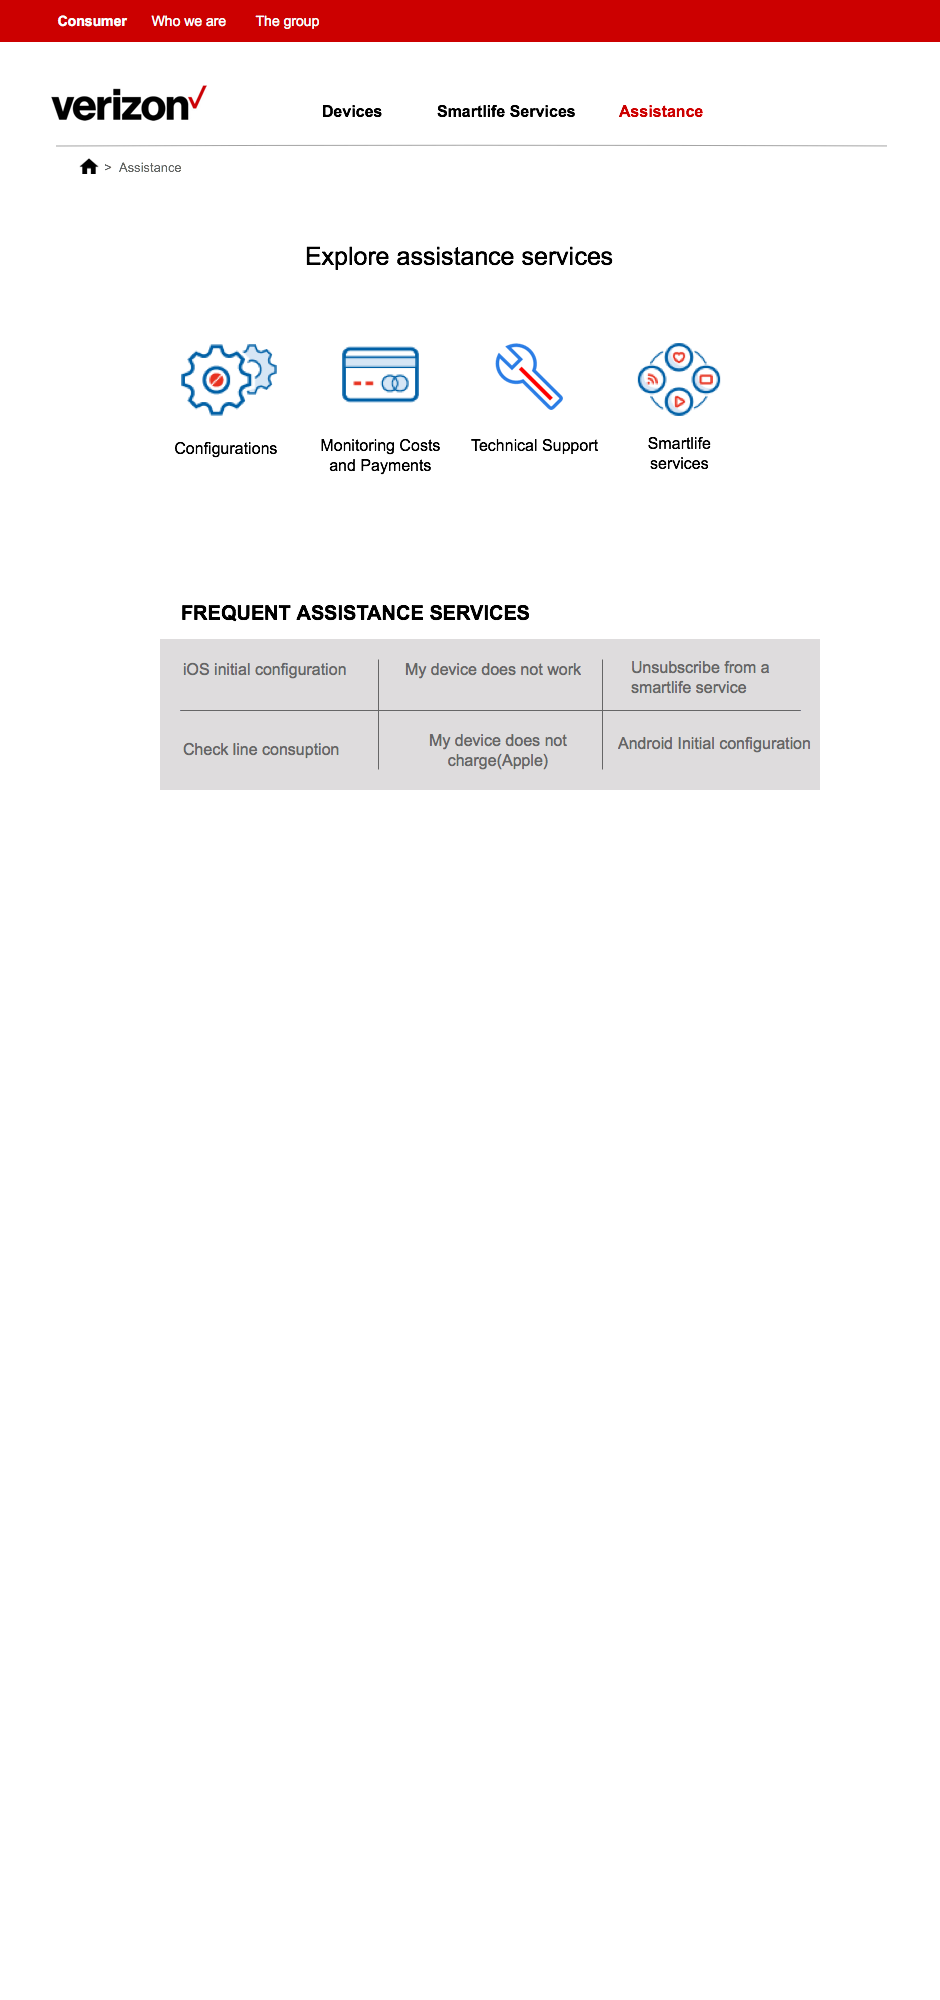 Consumer Who we are The group
verizon
Devices Smartlife Services Assistance
> Assistance
Explore assistance services
Configurations
Monitoring Costs
and Payments
Technical Support
Smartlife
services
FREQUENT ASSISTANCE SERVICES
iOS initial configuration
My device does not work
Unsubscribe from a
smartlife service
Check line consuption
My device does not
charge(Apple)
Android Initial configuration